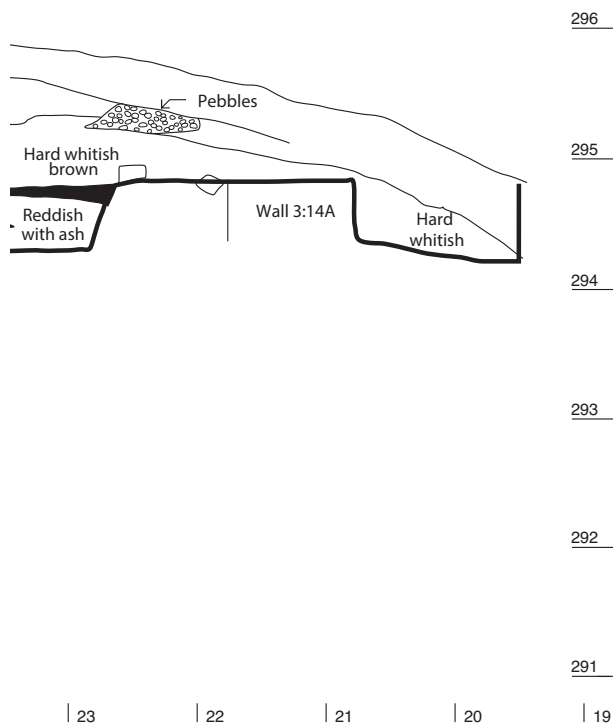 296
Pebbles
295
Hard whitish
brown
Reddish
with ash
Wall 3:14A
Hard
whitish
294
293
292
291
23
22
21
20
19